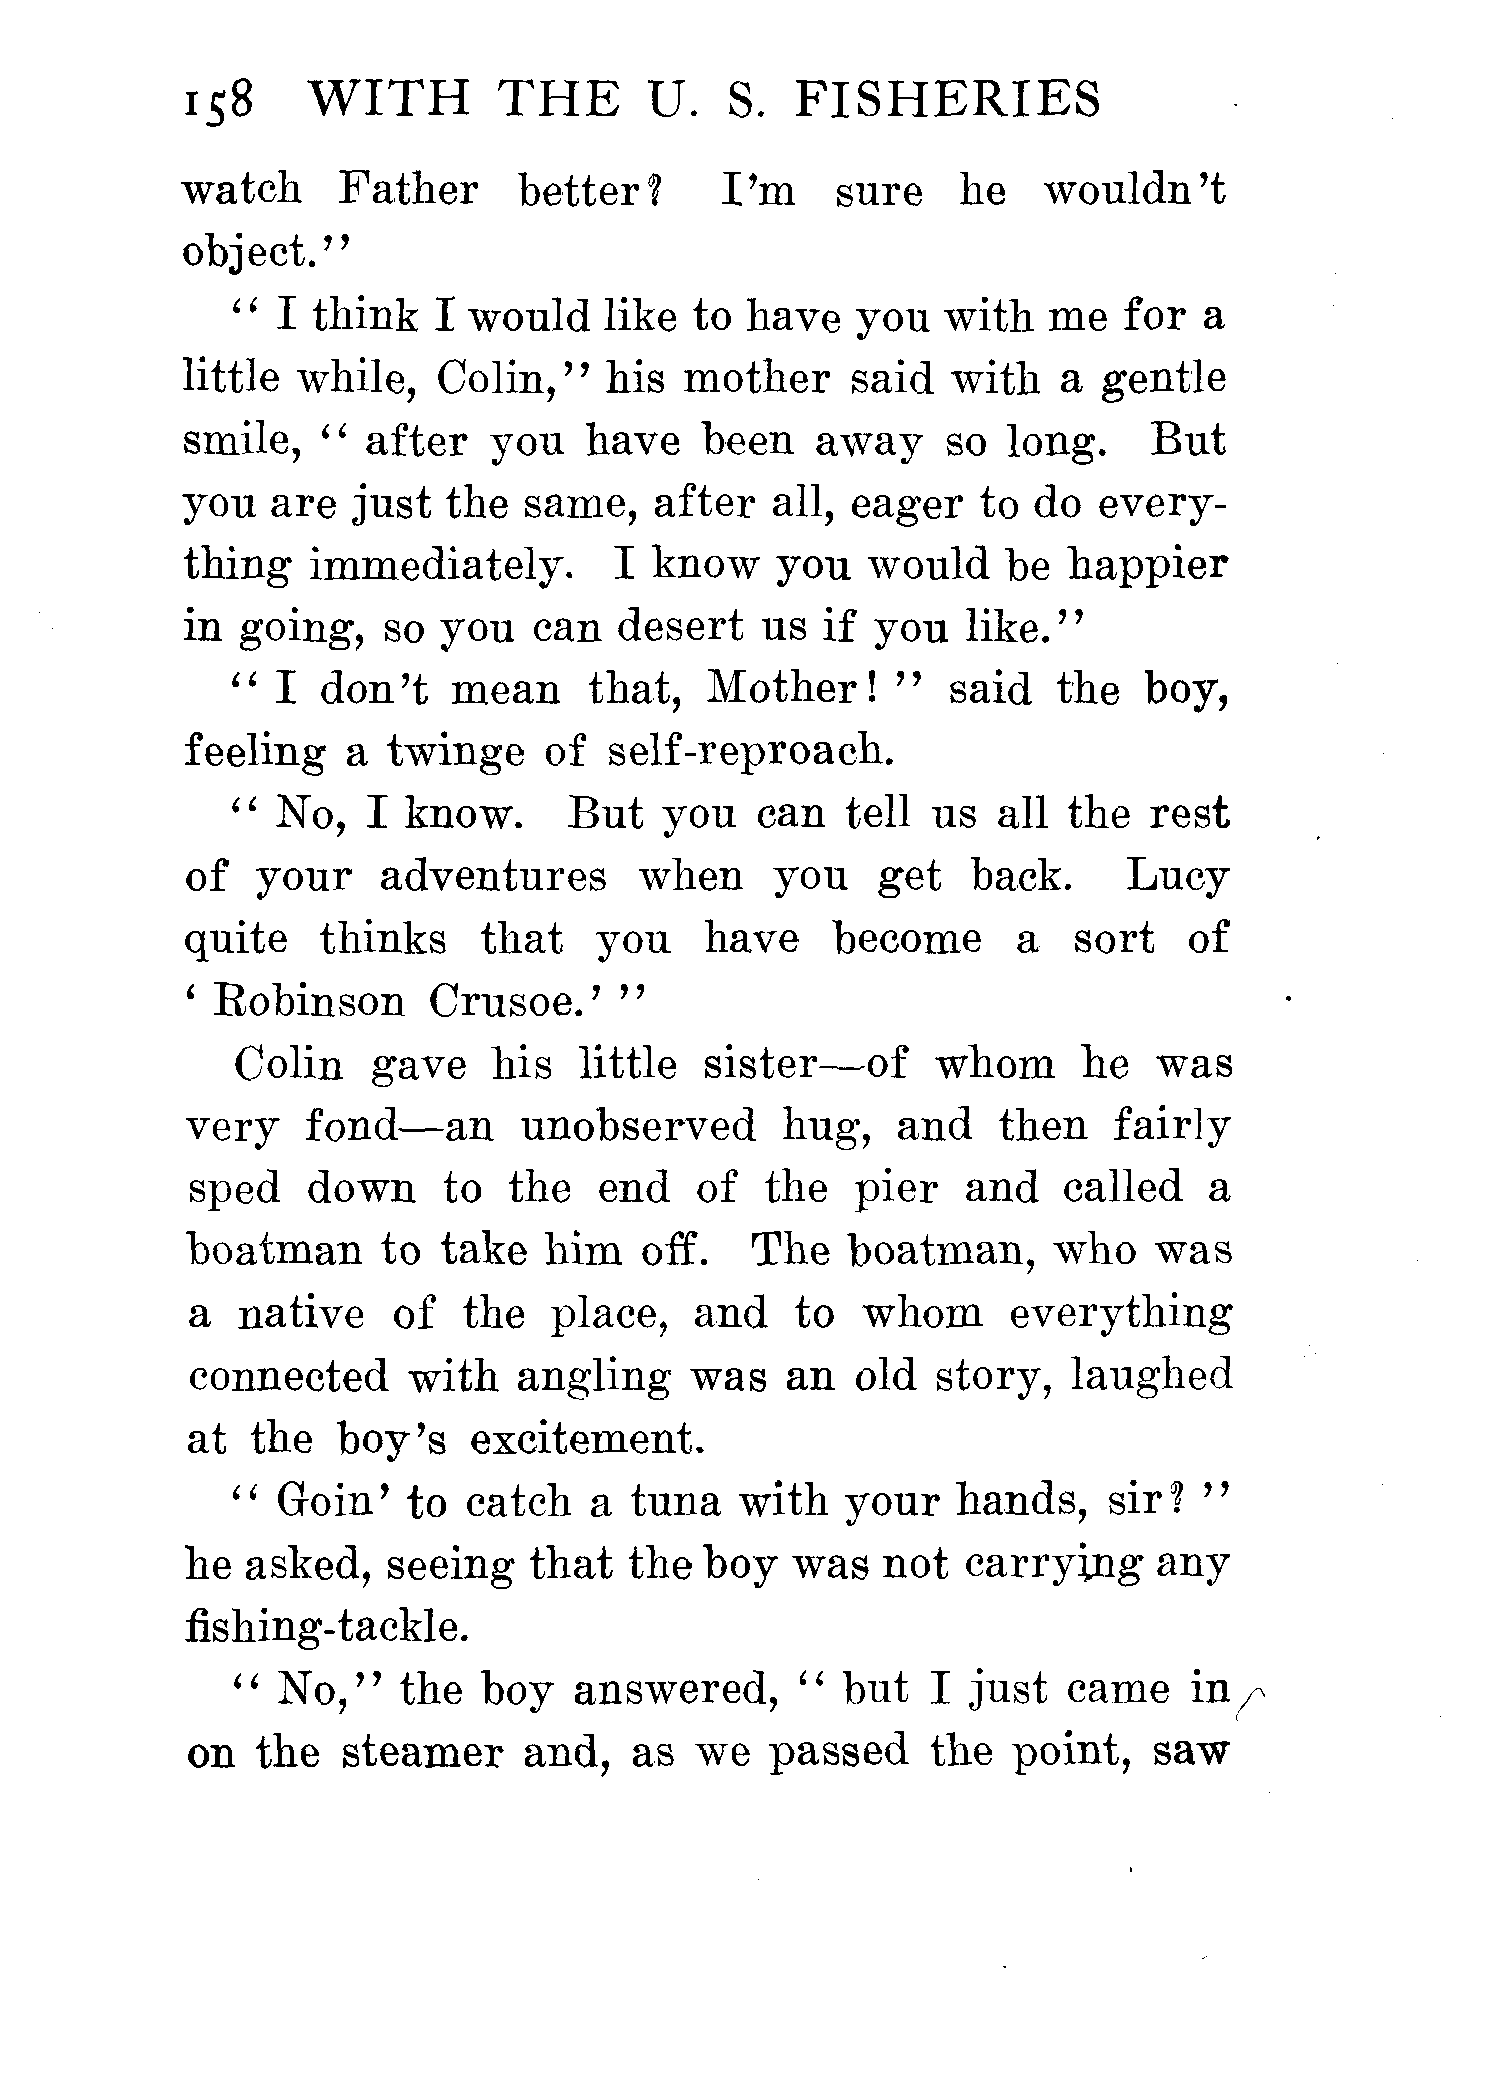 158 WITH THE U. S. FISHERIES
watch Father better? I'm sure he wouldn't
object."
" I think I would like to have you with me for a
little while, Colin," his mother said with a gentle
smile, " after you have been away so long. But
you are just the same, after all, eager to do every-
thing immediately. I know you would be happier
in going, so you can desert us if you like."
" I don't mean that, Mother! " said the boy,
feeling a twinge of self-reproach.
" No, I know. But you can tell us all the rest
of your adventures when you get back. Lucy
quite thinks that you have become a sort of
' Robinson Crusoe.' "
Colin gave his little sister—of whom he was
very fond—an unobserved hug, and then fairly
sped down to the end of the pier and called a
boatman to take him off. The boatman, who was
a native of the place, and to whom everything
connected with angling was an old story, laughed
at the boy's excitement.
" Goin' to catch a tuna with your hands, sir? "
he asked, seeing that the boy was not carrying any
fishing-tackle.
" No," the boy answered, " but I just came in
on the steamer and, as we passed the point, saw